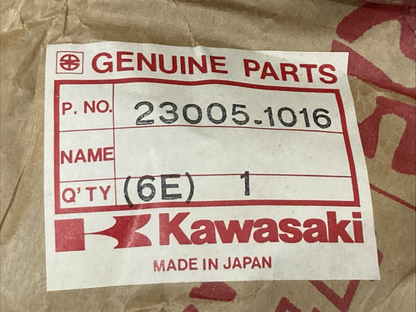 GENUINE PARTS
P. NO. 23005-1016
NAME
Q'TY (6E) 1
Kawasaki
MADE IN JAPAN